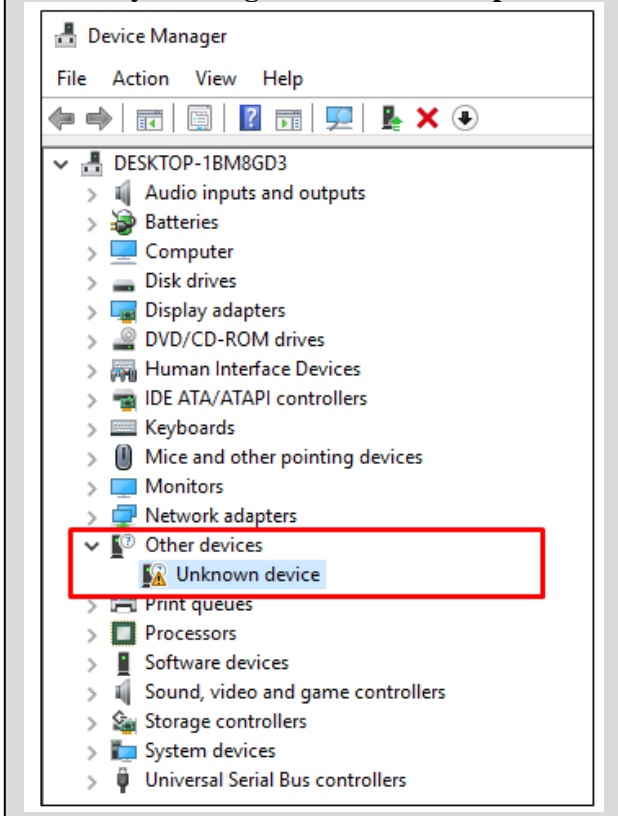 Device Manager
File Action View Help
DESKTOP-1BM8GD3
Audio inputs and outputs
Batteries
Computer
Disk drives
Display adapters
DVD/CD-ROM drives
Human Interface Devices
IDE ATA/ATAPI controllers
Keyboards
Mice and other pointing devices
Monitors
Network adapters
Other devices
Unknown device
Print queues
Processors
Software devices
Sound, video and game controllers
Storage controllers
System devices
Universal Serial Bus controllers